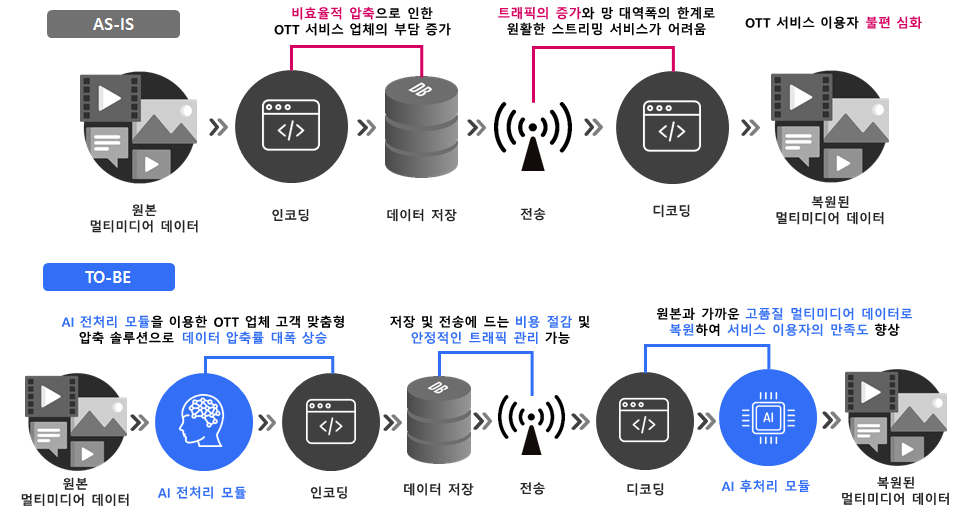 AS-IS
비효율적 압축으로 인한
OTT 서비스 업체의 부담 증가
트래픽의 증가와 망 대역폭의 한계로
원활한 스트리밍 서비스가 어려움
OTT 서비스 이용자 불편 심화
DB
원본
멀티미디어 데이터
인코딩
데이터 저장
전송
디코딩
복원된
멀티미디어 데이터
TO-BE
AI 전처리 모듈을 이용한 OTT 업체 고객 맞춤형
압축 솔루션으로 데이터 압축률 대폭 상승
저장 및 전송에 드는 비용 절감 및
안정적인 트래픽 관리 가능
원본과 가까운 고품질 멀티미디어 데이터로
복원하여 서비스 이용자의 만족도 향상
DB
AI
원본
멀티미디어 데이터
AI 전처리 모듈
인코딩
데이터 저장
전송
디코딩
AI 후처리 모듈
복원된
멀티미디어 데이터